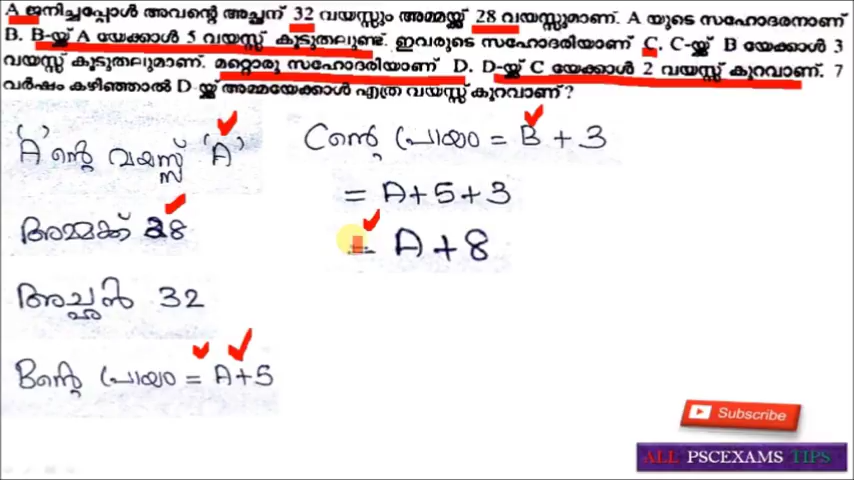 A ജനിച്ചപ്പോൾ അവന്റെ അച്ഛന് 32 വയസ്സും അമ്മയ്ക്ക് 28 വയസ്സുമാണ്. A യുടെ സഹോദരനാണ്
B. B-യ്ക്ക് A യേക്കാൾ 5 വയസ്സ് കൂടുതലുണ്ട്. ഇവരുടെ സഹോദരിയാണ് C. C-യ്ക്ക് B യേക്കാൾ 3
വയസ്സ് കൂടുതലുമാണ്. മറ്റൊരു സഹോദരിയാണ് D. D-യ്ക്ക് C യേക്കാൾ 2 വയസ്സ് കുറവാണ്. 7
വർഷം കഴിഞ്ഞാൽ D യ്ക്ക് അമ്മയേക്കാൾ എത്ര വയസ്സ് കുറവാണ് ?
'A'ന്റെ വയസ്സ് 'A'
അമ്മക്ക് 28
അച്ഛൻ 32
Bന്റെ പ്രായം = A+5
Cന്റെ പ്രായം = B + 3
= A+5+3
= A+8
Subscribe
ALL PSCEXAMS TIPS